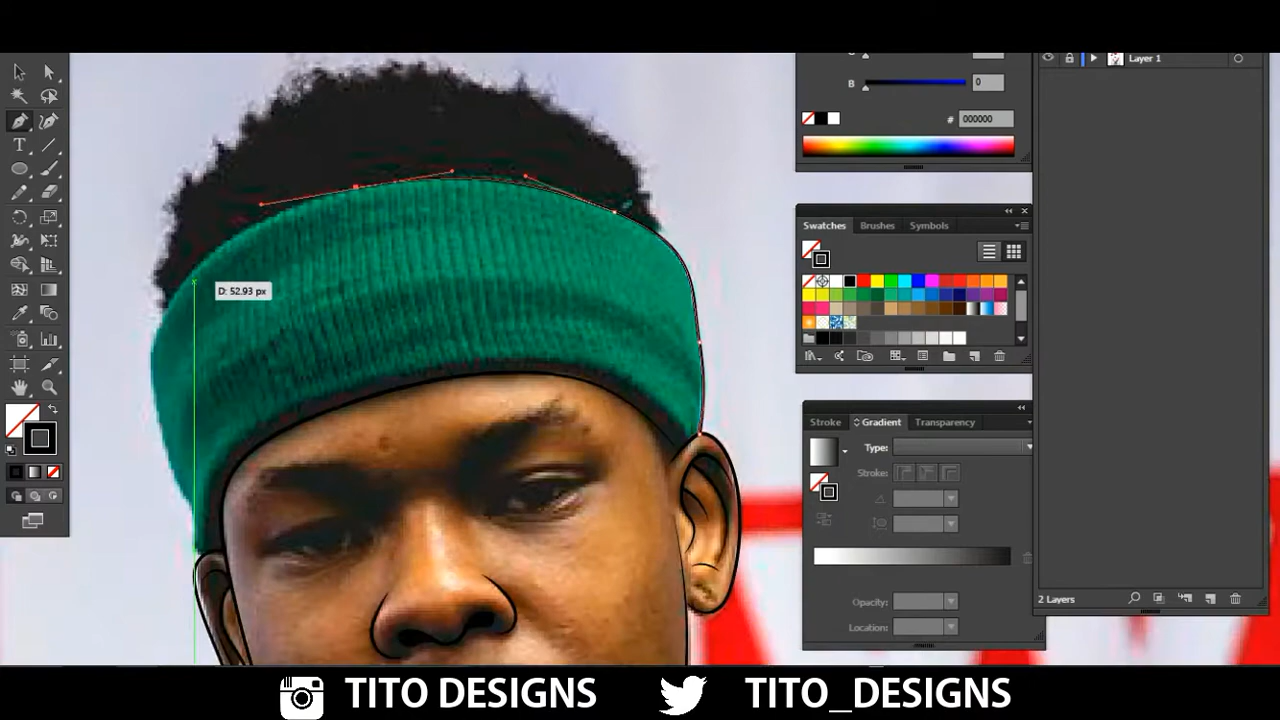 Layer 1
B
0
#
000000
Swatches
Brushes
Symbols
D: 52.93 px
Stroke
Gradient
Transparency
Type:
Stroke:
Opacity:
Location:
2 Layers
TITO DESIGNS
TITO_DESIGNS